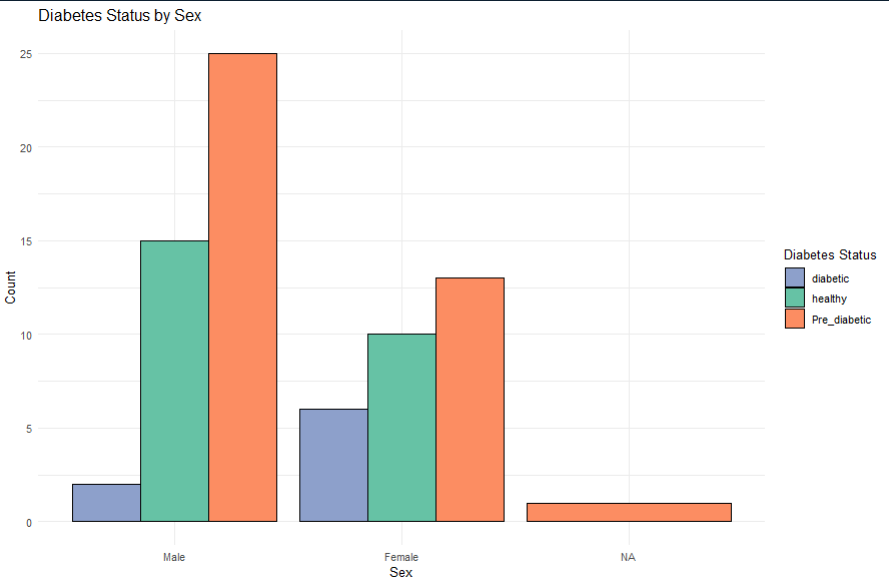 Diabetes Status by Sex
25
20
15
10
5
0
Count
Male
Female
NA
Sex
Diabetes Status
diabetic
healthy
Pre_diabetic